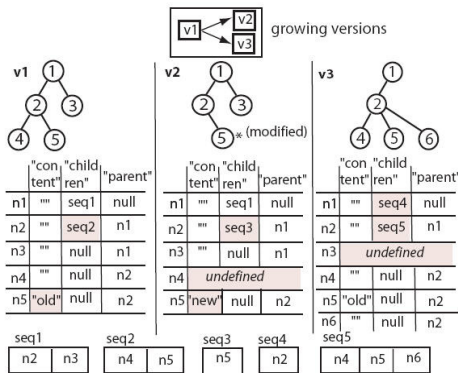 v1 v2 v3 growing versions
v1 v2 v3
1 1 1
2 3 2 3 2
4 5 5 * (modified) 4 5 6
"con tent" "child ren" "parent" "con tent" "child ren" "parent" "con tent" "child ren" "parent"
n1 "" seq1 null n1 "" seq1 null n1 "" seq4 null
n2 "" seq2 n1 n2 "" seq3 n1 n2 "" seq5 n1
n3 "" null n1 n3 "" null n1 n3 undefined
n4 "" null n2 n4 undefined n4 "" null n2
n5 "old" null n2 n5 "new" null n2 n5 "old" null n2
n6 "" null n2
seq1 seq2 seq3 seq4 seq5
n2 n3 n4 n5 n5 n2 n4 n5 n6